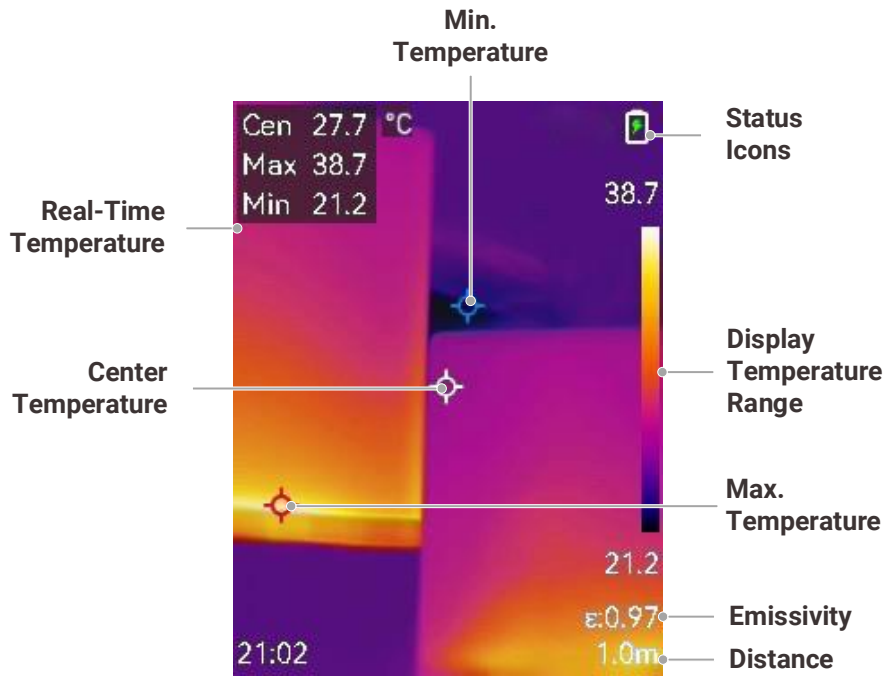 Min.
Temperature
Cen 27.7 °C
Max 38.7
Min 21.2
Status
Icons
38.7
Real-Time
Temperature
Display
Temperature
Range
Center
Temperature
Max.
Temperature
21.2
ε:0.97
Emissivity
21:02
1.0m
Distance